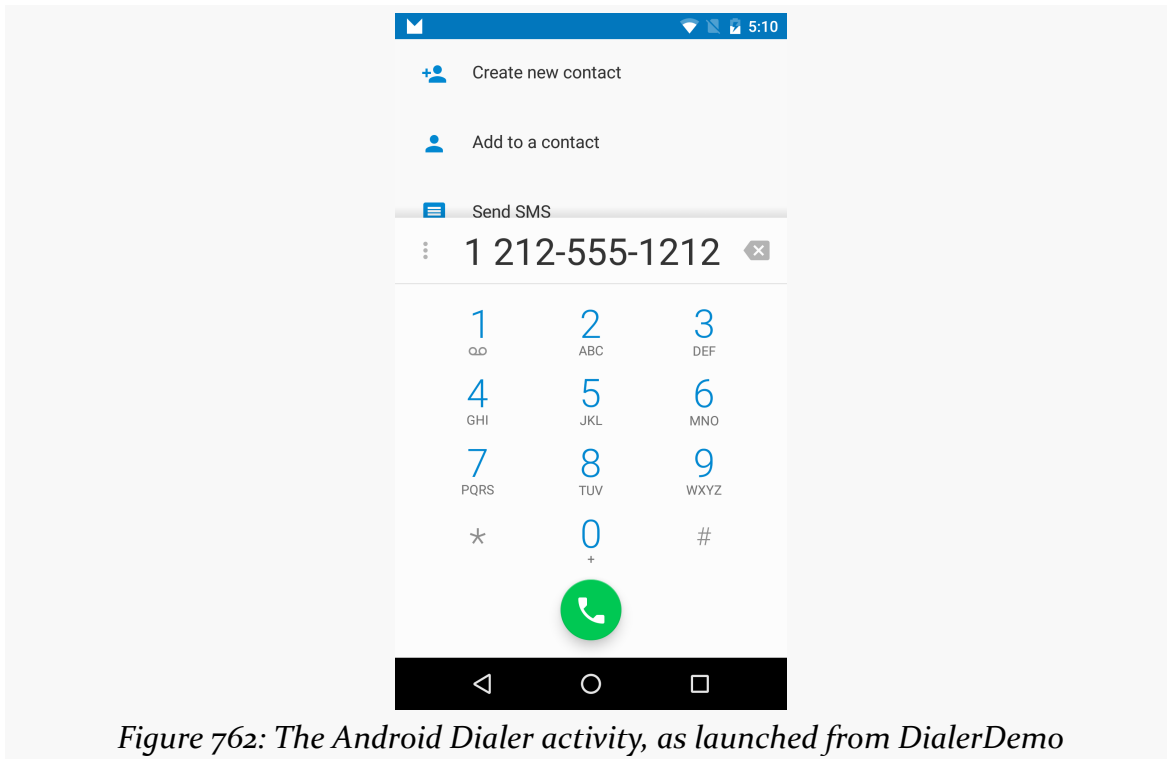 5:10
Create new contact
Add to a contact
Send SMS
1 212-555-1212
1 2 3
ABC DEF
4 5 6
GHI JKL MNO
7 8 9
PQRS TUV WXYZ
* 0 #
+
Figure 762: The Android Dialer activity, as launched from DialerDemo